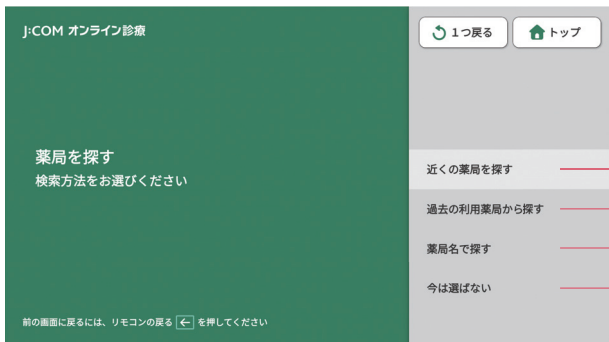 J:COM オンライン診療
1つ戻る
トップ
薬局を探す
検索方法をお選びください
近くの薬局を探す
過去の利用薬局から探す
薬局名で探す
今は選ばない
前の画面に戻るには、リモコンの戻る ← を押してください